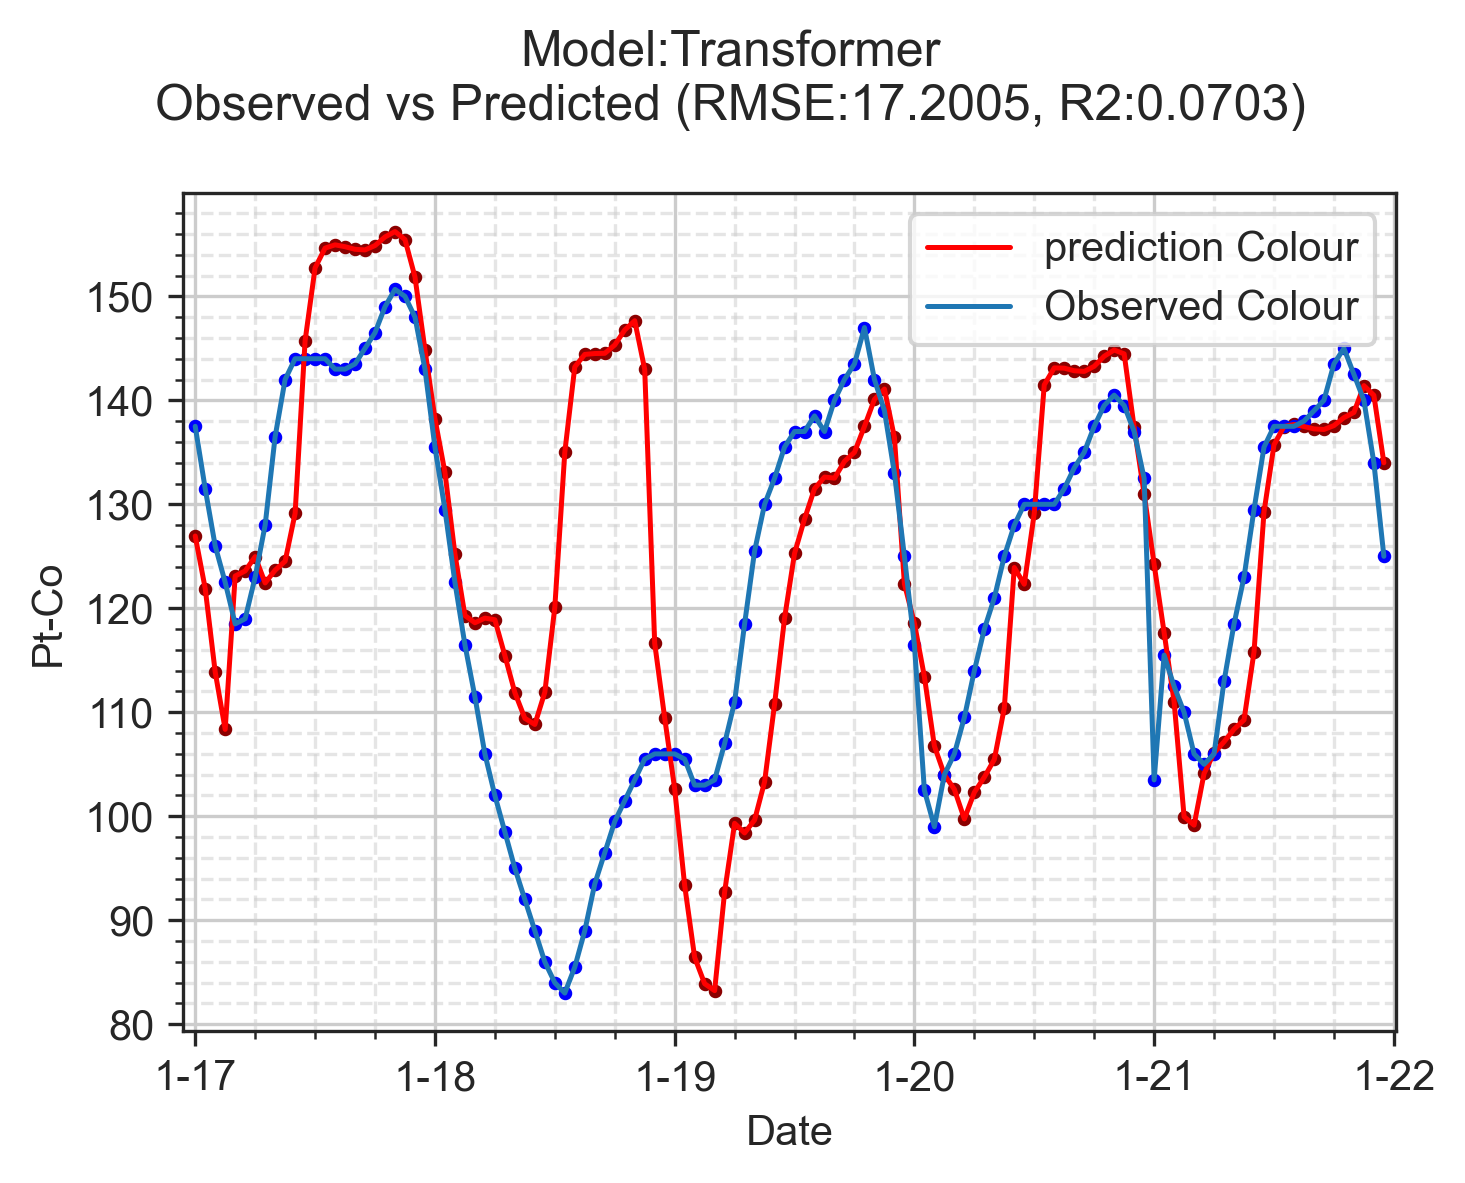 Model:Transformer
Observed vs Predicted (RMSE:17.2005, R2:0.0703)
prediction Colour
Observed Colour
150
140
130
120
110
100
90
80
Pt-Co
1-17
1-18
1-19
1-20
1-21
1-22
Date